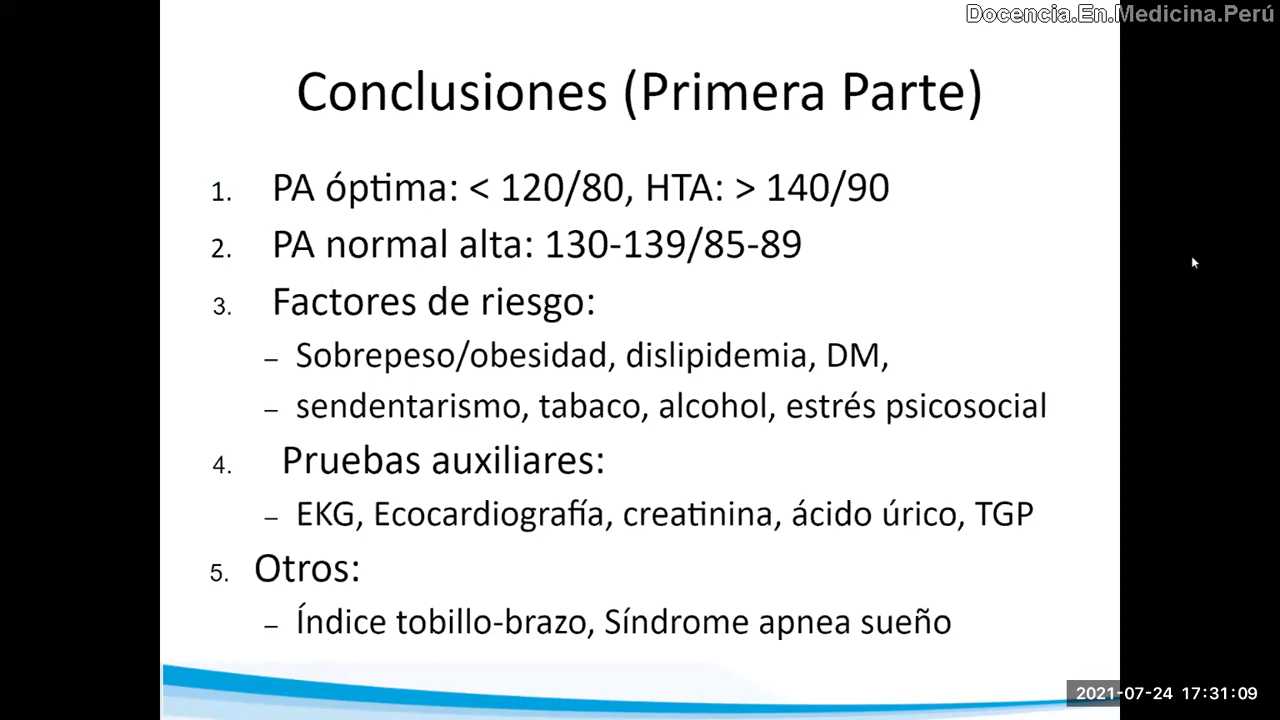 Docencia.En.Medicina.Perú
Conclusiones (Primera Parte)
1. PA óptima: < 120/80, HTA: > 140/90
2. PA normal alta: 130-139/85-89
3. Factores de riesgo:
– Sobrepeso/obesidad, dislipidemia, DM,
– sendentarismo, tabaco, alcohol, estrés psicosocial
4. Pruebas auxiliares:
– EKG, Ecocardiografía, creatinina, ácido úrico, TGP
5. Otros:
– Índice tobillo-brazo, Síndrome apnea sueño
2021-07-24 17:31:09